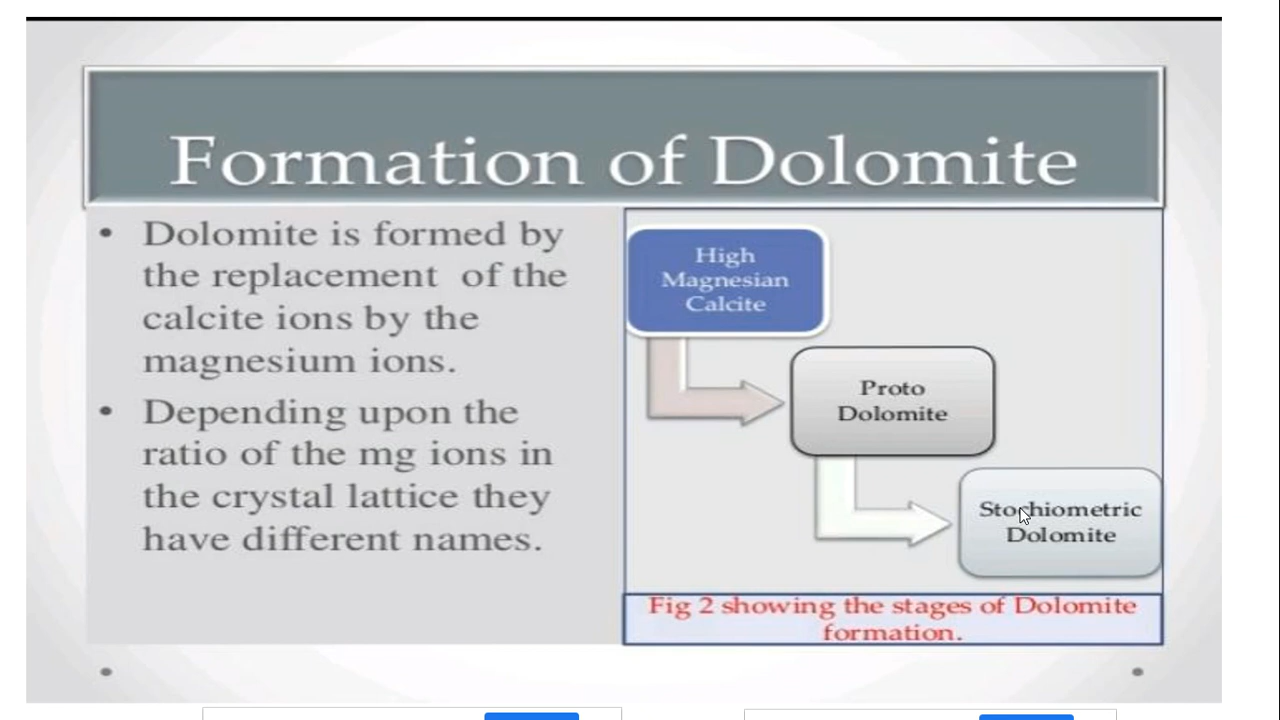 Formation of Dolomite
• Dolomite is formed by
the replacement of the
calcite ions by the
magnesium ions.
• Depending upon the
ratio of the mg ions in
the crystal lattice they
have different names.
High
Magnesian
Calcite
Proto
Dolomite
Stochiometric
Dolomite
Fig 2 showing the stages of Dolomite
formation.